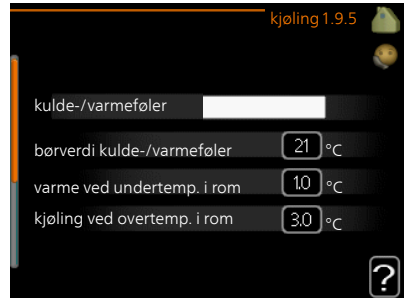 kjøling 1.9.5
kulde-/varmeføler
børverdi kulde-/varmeføler 21 °C
varme ved undertemp. i rom 1.0 °C
kjøling ved overtemp. i rom 3.0 °C
?